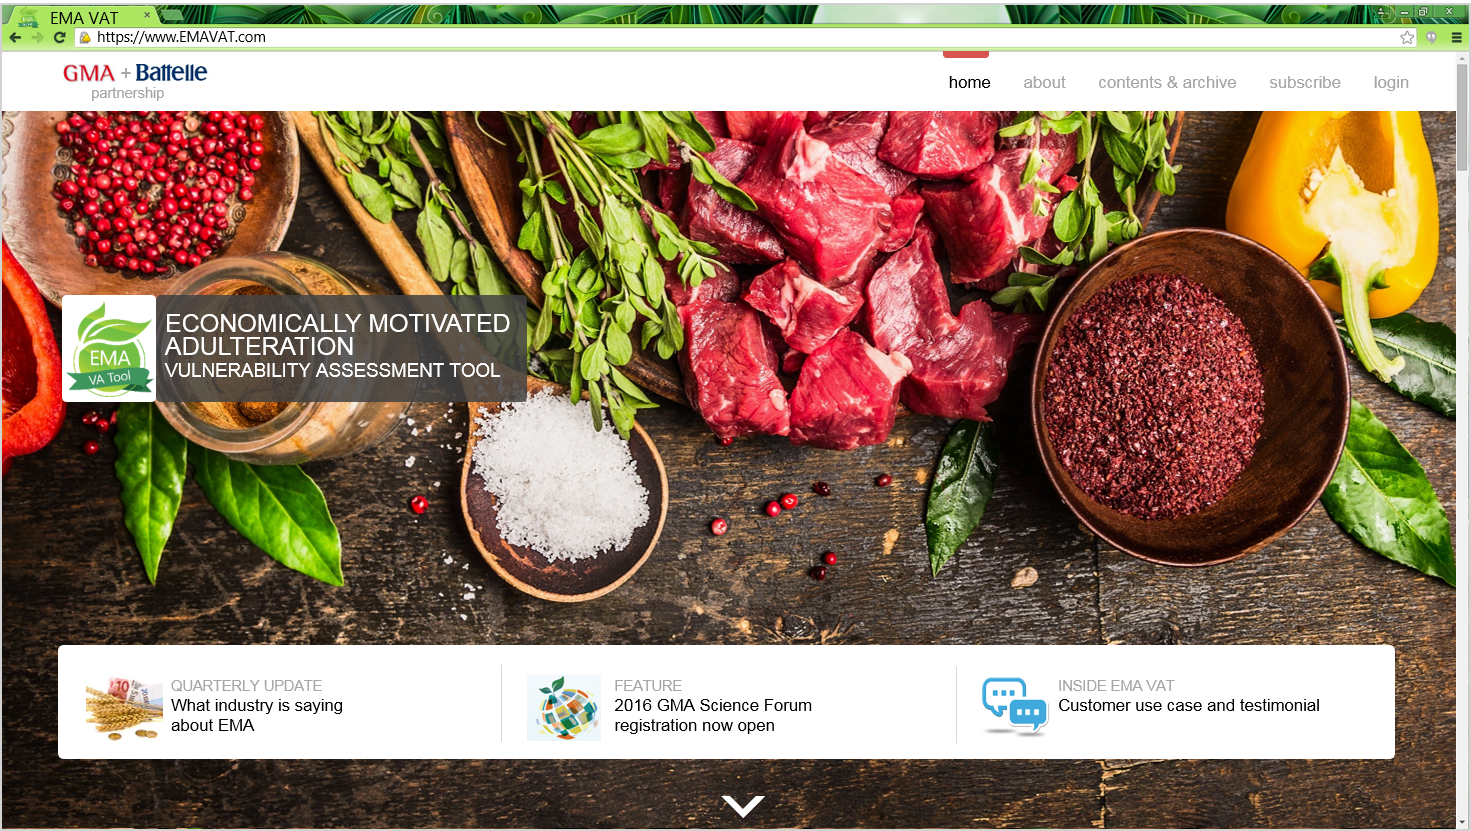 EMA VAT
https://www.EMAVAT.com
GMA + Battelle
partnership
home
about
contents & archive
subscribe
login
EMA
VA Tool
ECONOMICALLY MOTIVATED
ADULTERATION
VULNERABILITY ASSESSMENT TOOL
QUARTERLY UPDATE
What industry is saying
about EMA
FEATURE
2016 GMA Science Forum
registration now open
INSIDE EMA VAT
Customer use case and testimonial